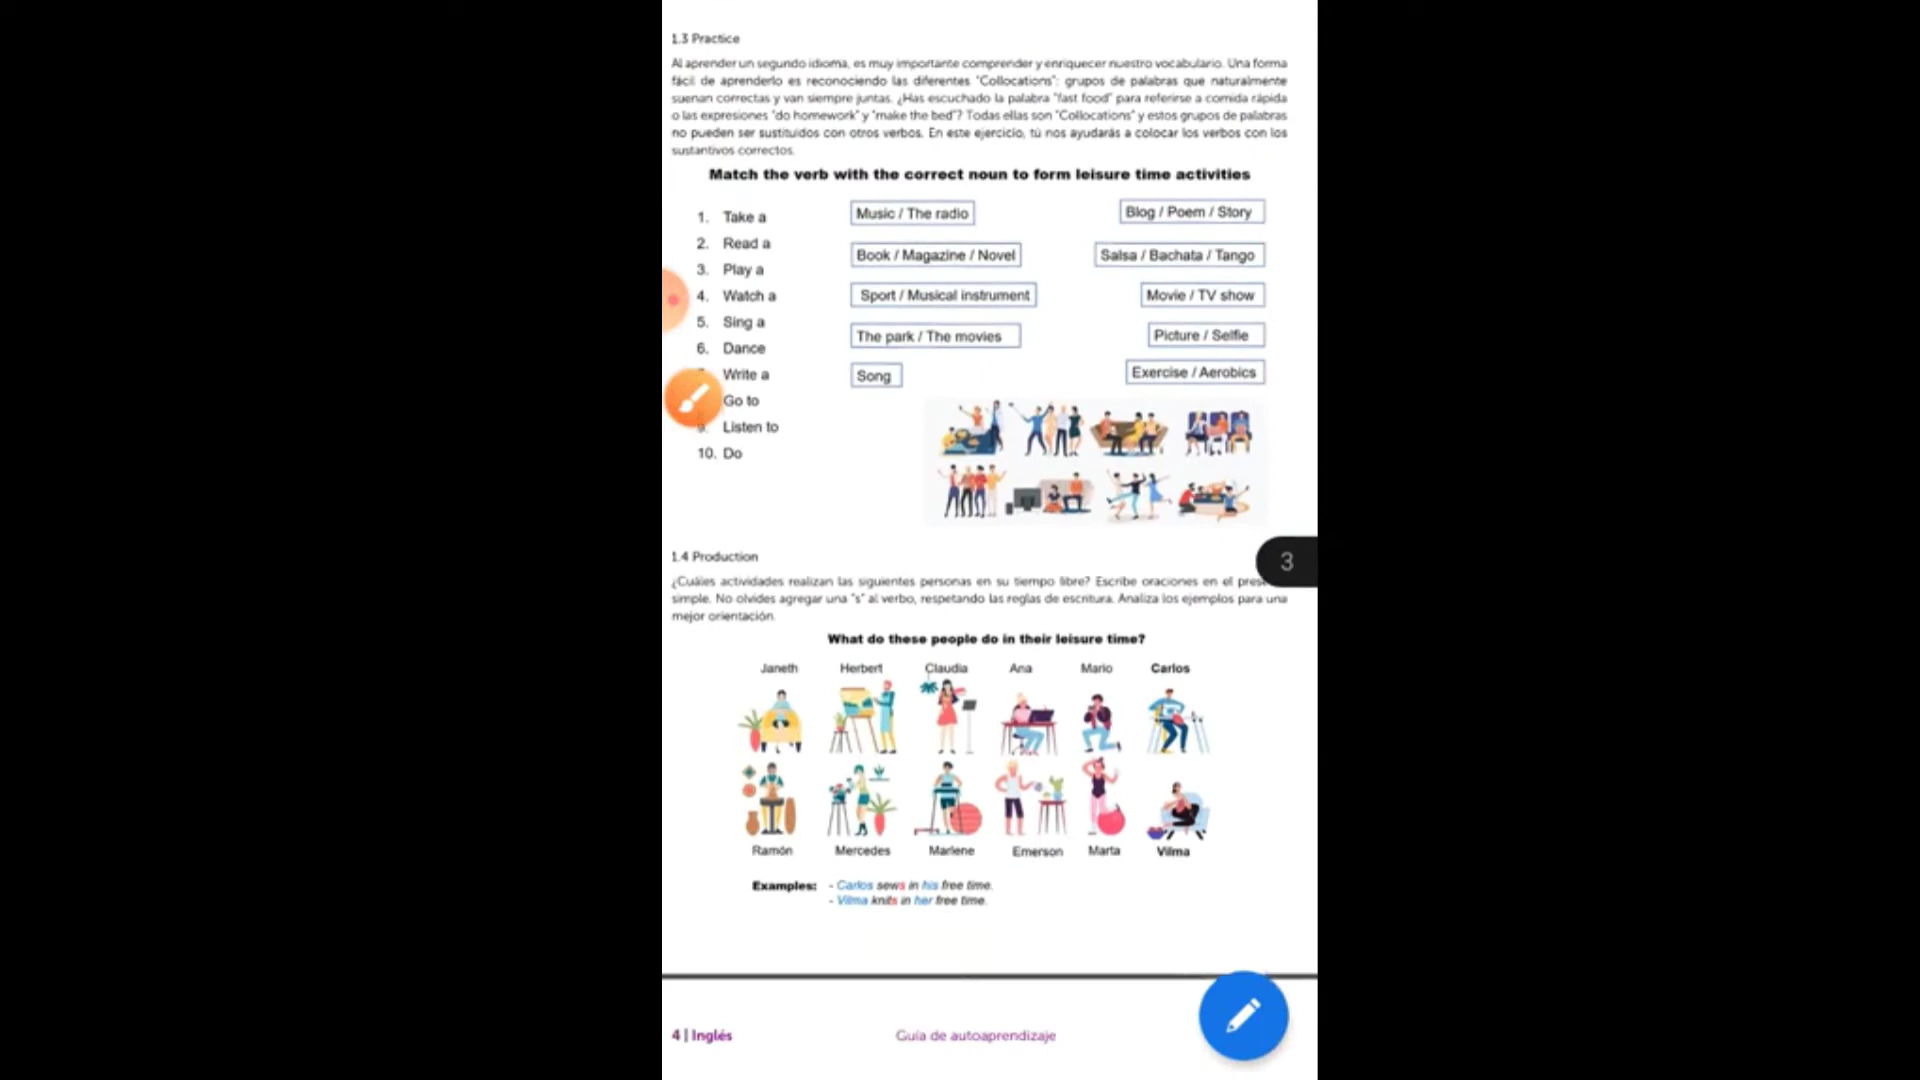 1.3 Practice
Al aprender un segundo idioma, es muy importante comprender y enriquecer nuestro vocabulario. Una forma
fácil de aprenderlo es reconociendo las diferentes "Collocations": grupos de palabras que naturalmente
suenan correctas y van siempre juntas. ¿Has escuchado la palabra "fast food" para referirse a comida rápida
o las expresiones "do homework" y "make the bed"? Todas ellas son "Collocations" y estos grupos de palabras
no pueden ser sustituidos con otros verbos. En este ejercicio, tú nos ayudarás a colocar los verbos con los
sustantivos correctos.
Match the verb with the correct noun to form leisure time activities
1. Take a
2. Read a
3. Play a
4. Watch a
5. Sing a
6. Dance
Write a
Go to
9. Listen to
10. Do
Music / The radio
Book / Magazine / Novel
Sport / Musical instrument
The park / The movies
Song
Blog / Poem / Story
Salsa / Bachata / Tango
Movie / TV show
Picture / Selfie
Exercise / Aerobics
3
1.4 Production
¿Cuáles actividades realizan las siguientes personas en su tiempo libre? Escribe oraciones en el
simple. No olvides agregar una "s" al verbo, respetando las reglas de escritura. Analiza los ejemplos para una
mejor orientación.
What do these people do in their leisure time?
Janeth Herbert Claudia Ana Mario Carlos
Ramón Mercedes Marlene Emerson Marta Vilma
Examples: - Carlos sews in his free time.
- Vilma knits in her free time.
4 | Inglés
Guía de autoaprendizaje